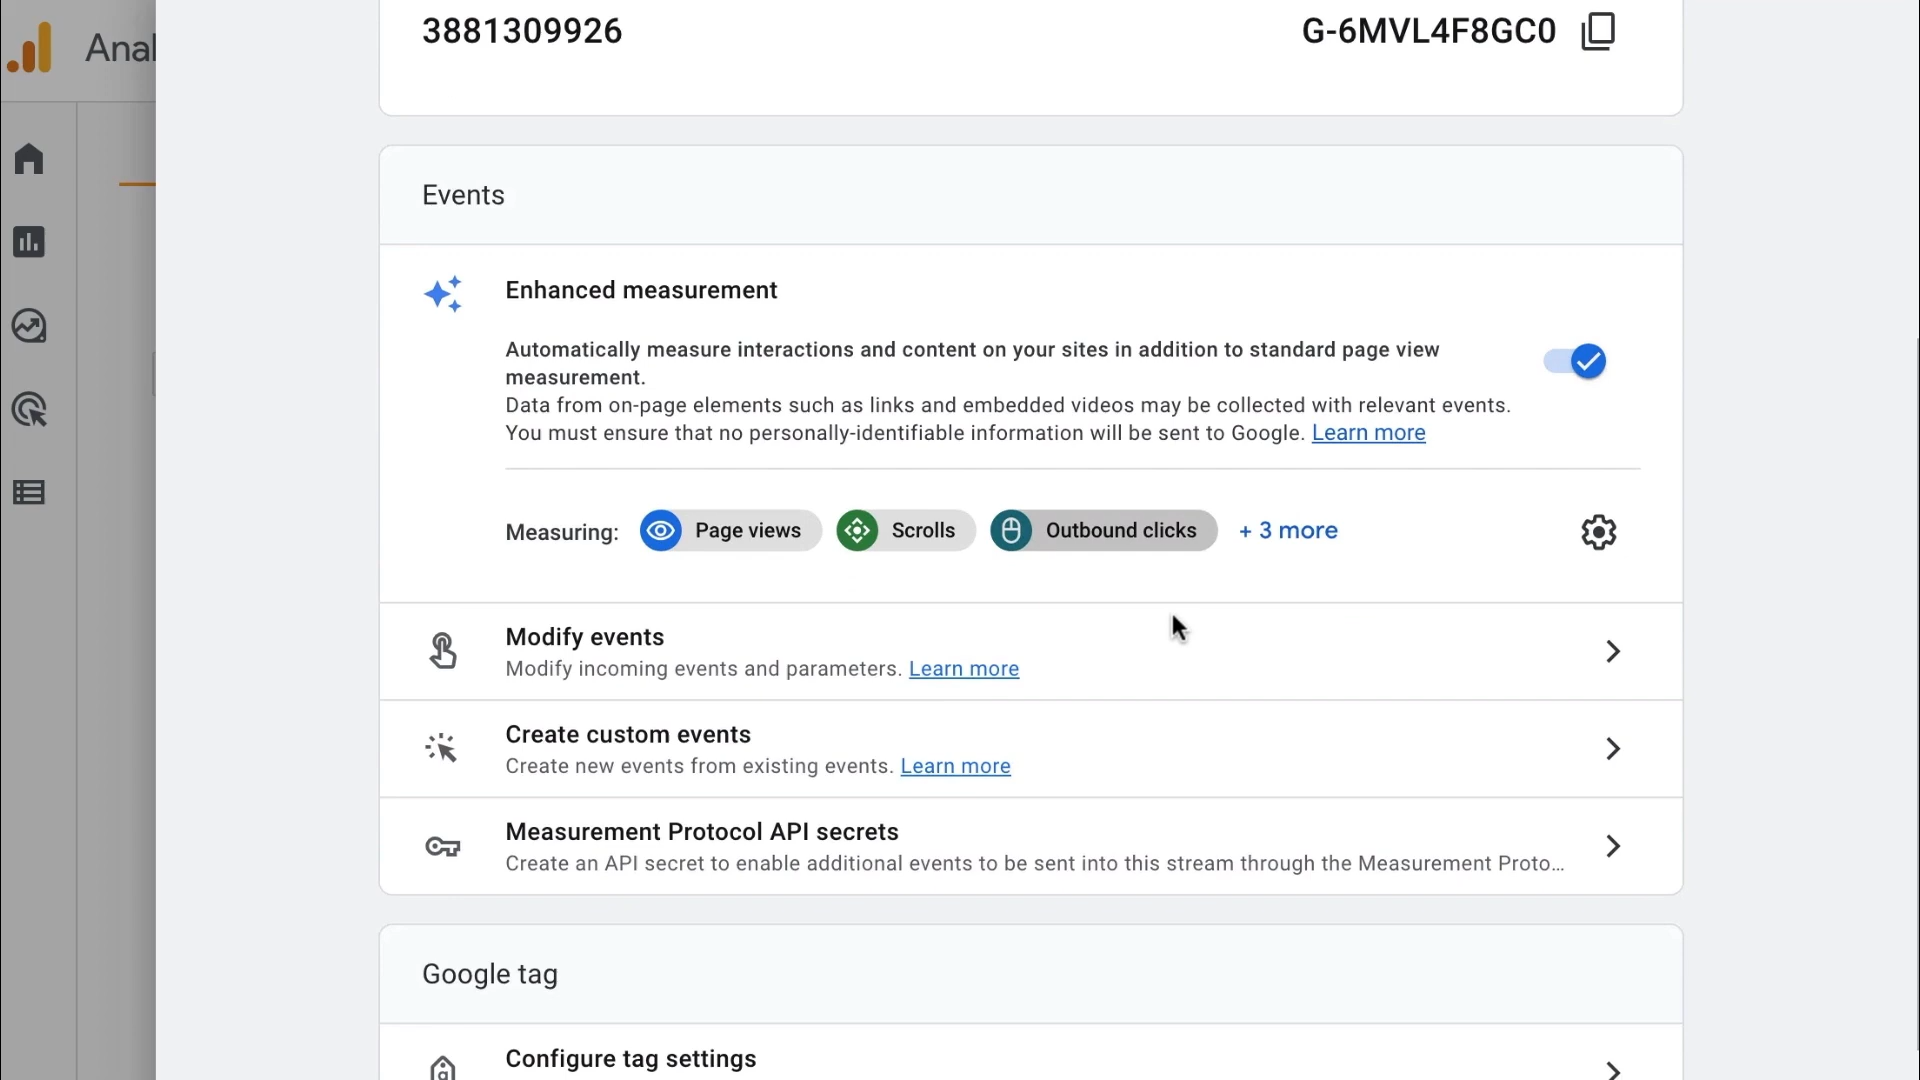 Anal
3881309926
G-6MVL4F8GC0
Events
Enhanced measurement
Automatically measure interactions and content on your sites in addition to standard page view
measurement.
Data from on-page elements such as links and embedded videos may be collected with relevant events.
You must ensure that no personally-identifiable information will be sent to Google. Learn more
Measuring: Page views Scrolls Outbound clicks + 3 more
Modify events
Modify incoming events and parameters. Learn more
Create custom events
Create new events from existing events. Learn more
Measurement Protocol API secrets
Create an API secret to enable additional events to be sent into this stream through the Measurement Proto...
Google tag
Configure tag settings